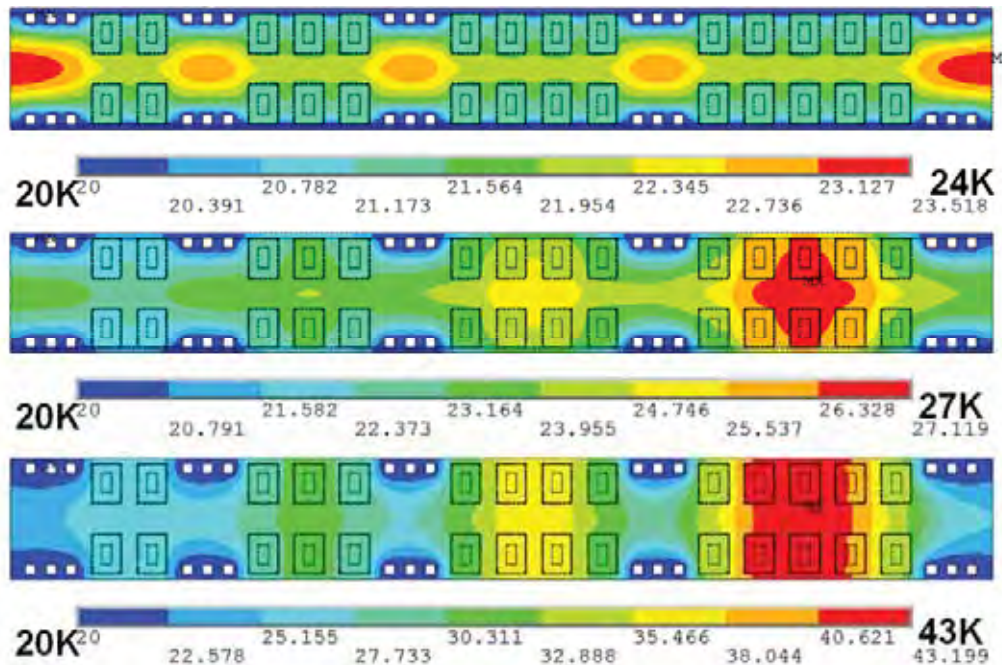 M
20K 20 20.782 21.564 22.345 23.127 24K
20.391 21.173 21.954 22.736 23.518
MX
20K 20 21.582 23.164 24.746 26.328 27K
20.791 22.373 23.955 25.537 27.119
20K 20 25.155 30.311 35.466 40.621 43K
22.578 27.733 32.888 38.044 43.199